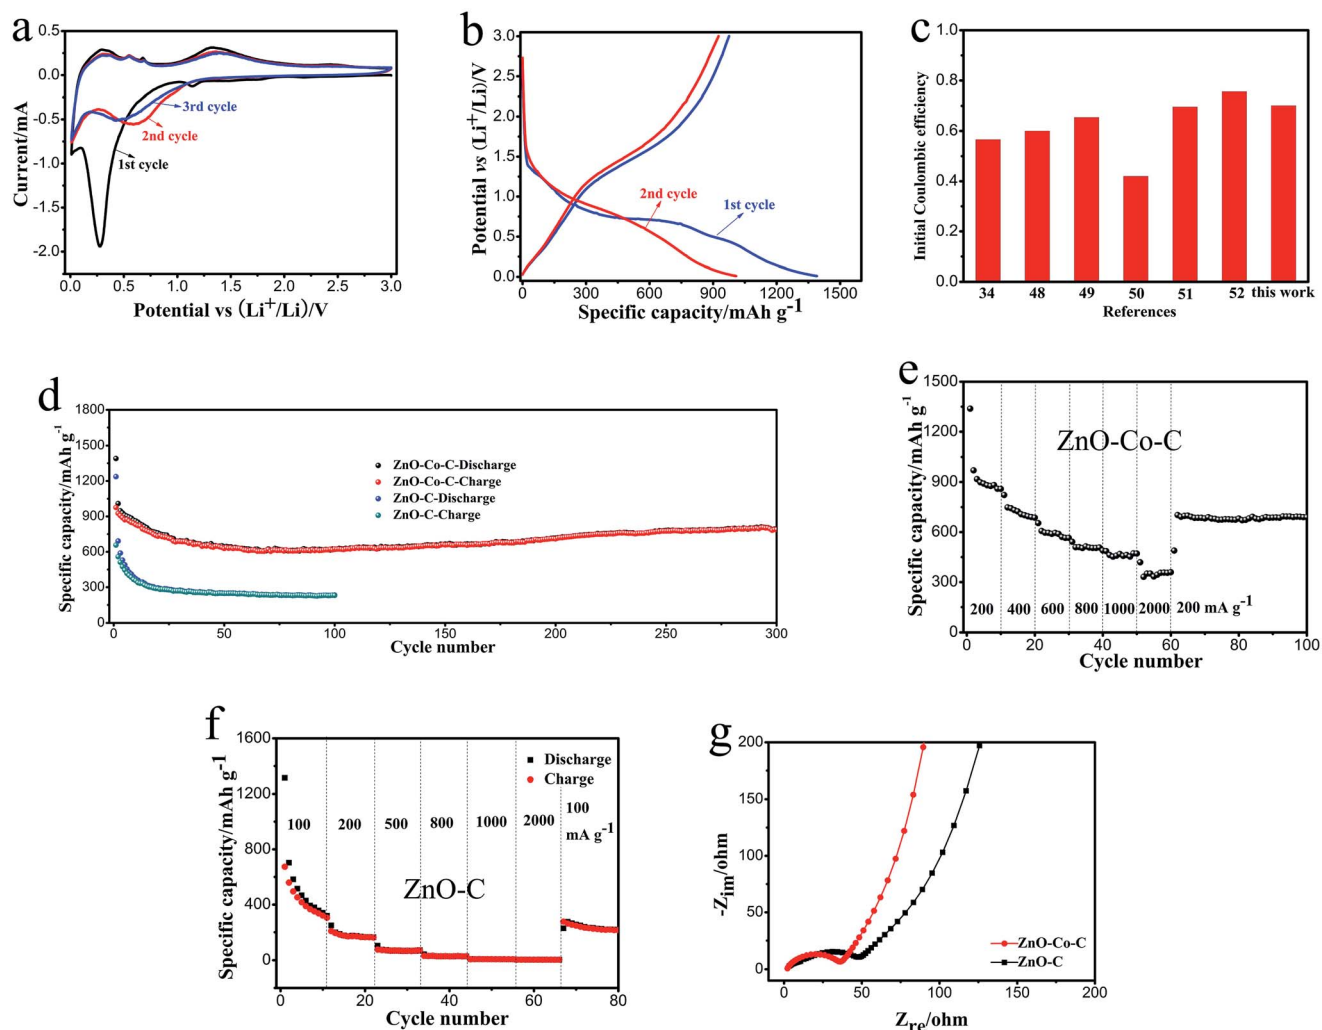 a
0.5
0.0
-0.5
-1.0
-1.5
-2.0
Current/mA
3rd cycle
2nd cycle
1st cycle
0.0 0.5 1.0 1.5 2.0 2.5 3.0
Potential vs (Li+/Li)/V
b
3.0
2.5
2.0
1.5
1.0
0.5
0.0
Potential vs (Li+/Li)/V
2nd cycle
1st cycle
0 300 600 900 1200 1500
Specific capacity/mAh g-1
c
1.0
0.8
0.6
0.4
0.2
0.0
Initial Coulombic efficiency
34 48 49 50 51 52 this work
References
d
1800
1500
1200
900
600
300
0
Specific capacity/mAh g-1
ZnO-Co-C-Discharge
ZnO-Co-C-Charge
ZnO-C-Discharge
ZnO-C-Charge
0 50 100 150 200 250 300
Cycle number
e
1500
1200
900
600
300
0
Specific capacity/mAh g-1
ZnO-Co-C
200 400 600 800 1000 2000 200 mA g-1
0 20 40 60 80 100
Cycle number
f
1600
1200
800
400
0
Specific capacity/mAh g-1
Discharge
Charge
100 200 500 800 1000 2000 100
mA g-1
ZnO-C
0 20 40 60 80
Cycle number
g
200
150
100
50
0
-Zim/ohm
ZnO-Co-C
ZnO-C
0 50 100 150 200
Zre/ohm